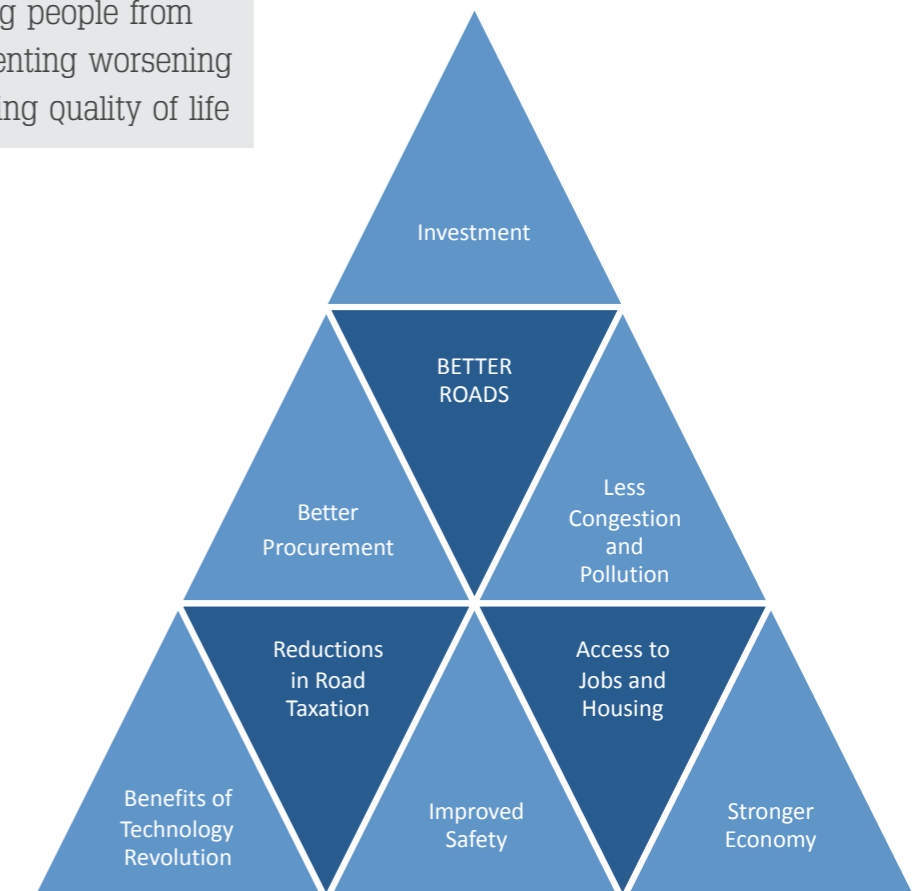 g people from
enting worsening
ing quality of life
Investment
BETTER
ROADS
Better
Procurement
Less
Congestion
and
Pollution
Reductions
in Road
Taxation
Access to
Jobs and
Housing
Benefits of
Technology
Revolution
Improved
Safety
Stronger
Economy